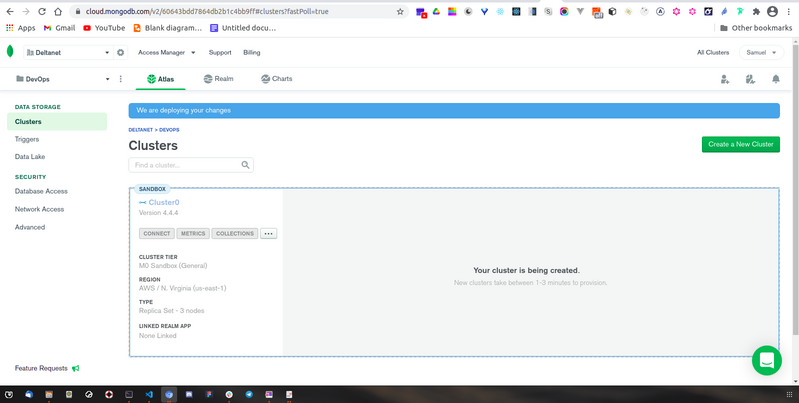 cloud.mongodb.com/v2/60643bdd7864db2b1c4bb9ff#clusters?fastPoll=true
Apps
Gmail
YouTube
Blank diagram...
Untitled docu...
Other bookmarks
Deltanet
Access Manager
Support
Billing
All Clusters
Samuel
DevOps
Atlas
Realm
Charts
DATA STORAGE
Clusters
Triggers
Data Lake
SECURITY
Database Access
Network Access
Advanced
Feature Requests
We are deploying your changes
DELTANET > DEVOPS
Clusters
Create a New Cluster
Find a cluster...
SANDBOX
Cluster0
Version 4.4.4
CONNECT
METRICS
COLLECTIONS
...
CLUSTER TIER
M0 Sandbox (General)
REGION
AWS / N. Virginia (us-east-1)
TYPE
Replica Set - 3 nodes
LINKED REALM APP
None Linked
Your cluster is being created.
New clusters take between 1-3 minutes to provision.